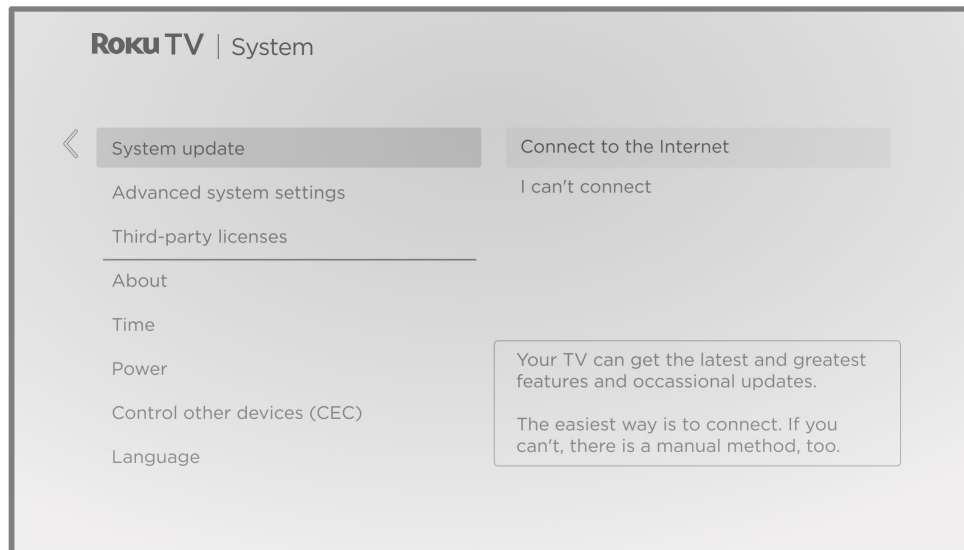 Roku TV | System
System update
Advanced system settings
Third-party licenses
About
Time
Power
Control other devices (CEC)
Language
Connect to the Internet
I can't connect
Your TV can get the latest and greatest
features and occassional updates.
The easiest way is to connect. If you
can't, there is a manual method, too.